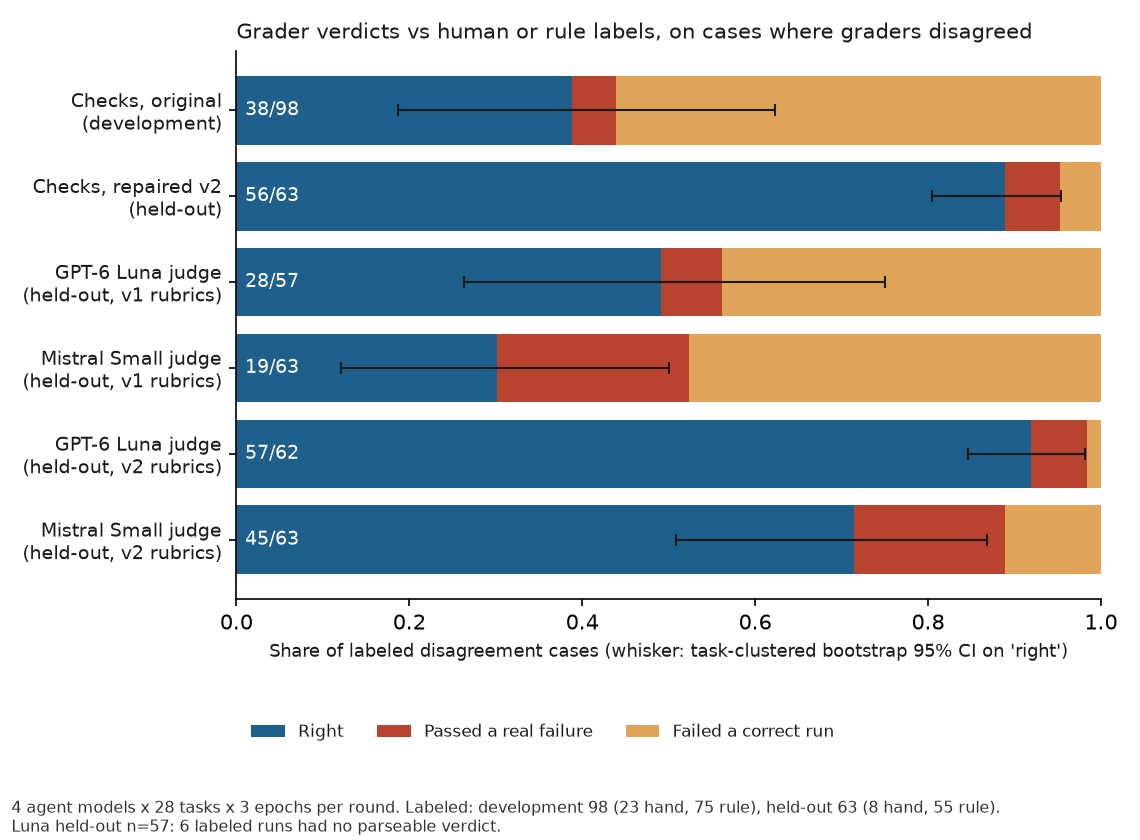 Grader verdicts vs human or rule labels, on cases where graders disagreed
Checks, original
(development)
38/98
Checks, repaired v2
(held-out)
56/63
GPT-6 Luna judge
(held-out, v1 rubrics)
28/57
Mistral Small judge
(held-out, v1 rubrics)
19/63
GPT-6 Luna judge
(held-out, v2 rubrics)
57/62
Mistral Small judge
(held-out, v2 rubrics)
45/63
0.0 0.2 0.4 0.6 0.8 1.0
Share of labeled disagreement cases (whisker: task-clustered bootstrap 95% CI on 'right')
Right Passed a real failure Failed a correct run
4 agent models x 28 tasks x 3 epochs per round. Labeled: development 98 (23 hand, 75 rule), held-out 63 (8 hand, 55 rule).
Luna held-out n=57: 6 labeled runs had no parseable verdict.